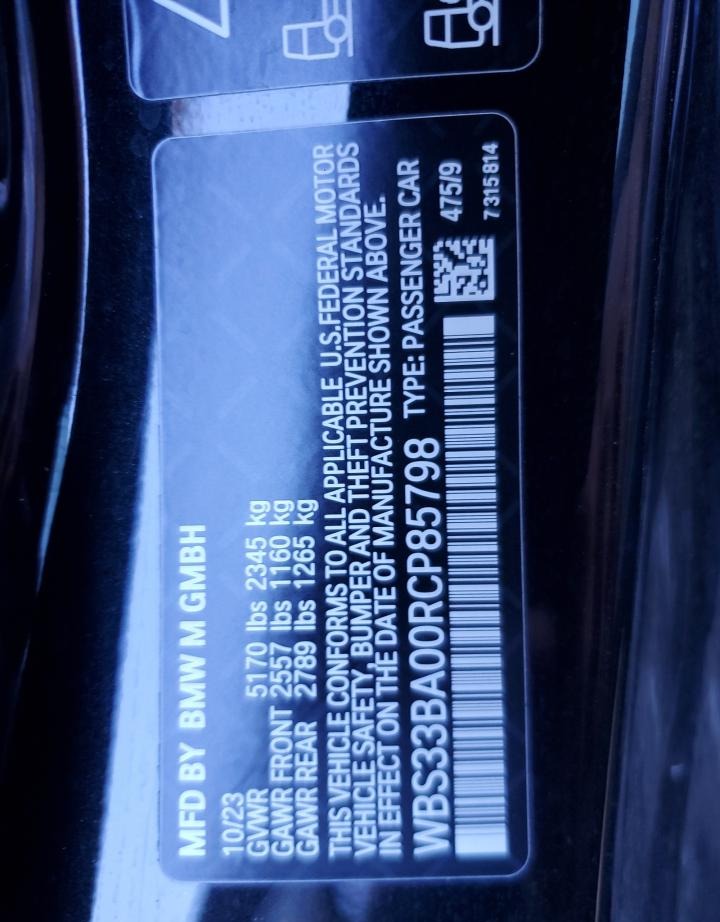 MFD BY BMW M GMBH
10/23
GVWR 5170 lbs 2345 kg
GAWR FRONT 2557 lbs 1160 kg
GAWR REAR 2789 lbs 1265 kg
THIS VEHICLE CONFORMS TO ALL APPLICABLE U.S.FEDERAL MOTOR
VEHICLE SAFETY, BUMPER AND THEFT PREVENTION STANDARDS
IN EFFECT ON THE DATE OF MANUFACTURE SHOWN ABOVE.
WBS33BA00RCP85798 TYPE: PASSENGER CAR
475/9
7315814